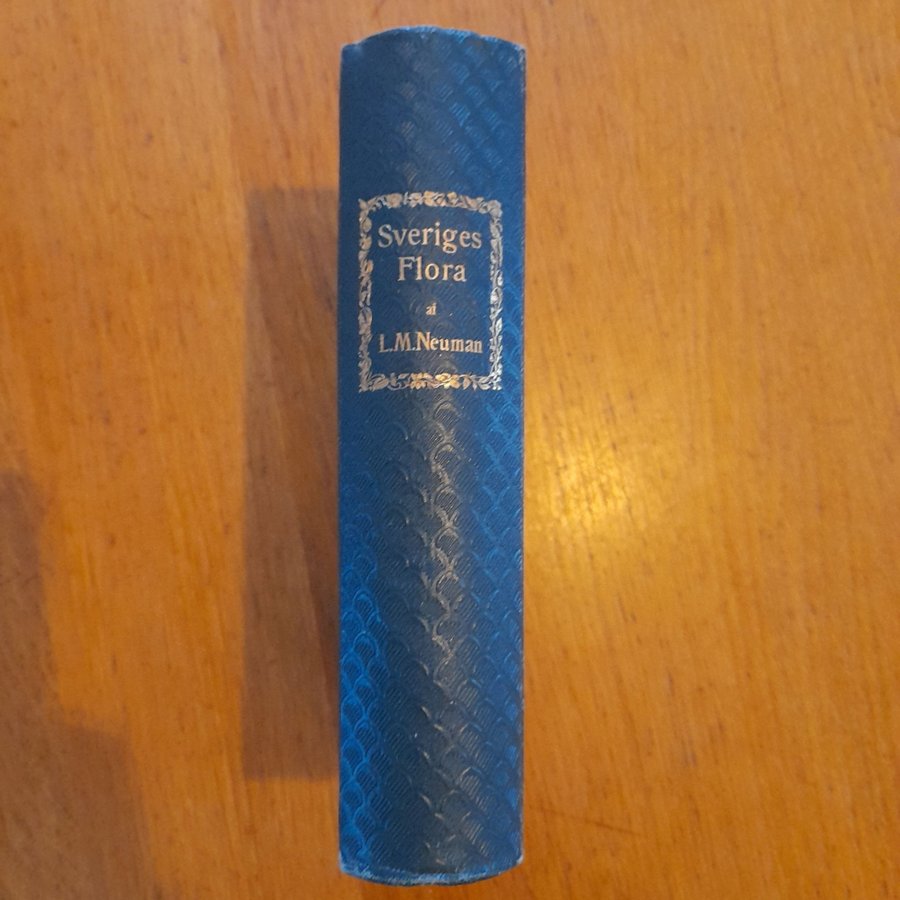 Sveriges
Flora
af
L.M.Neuman